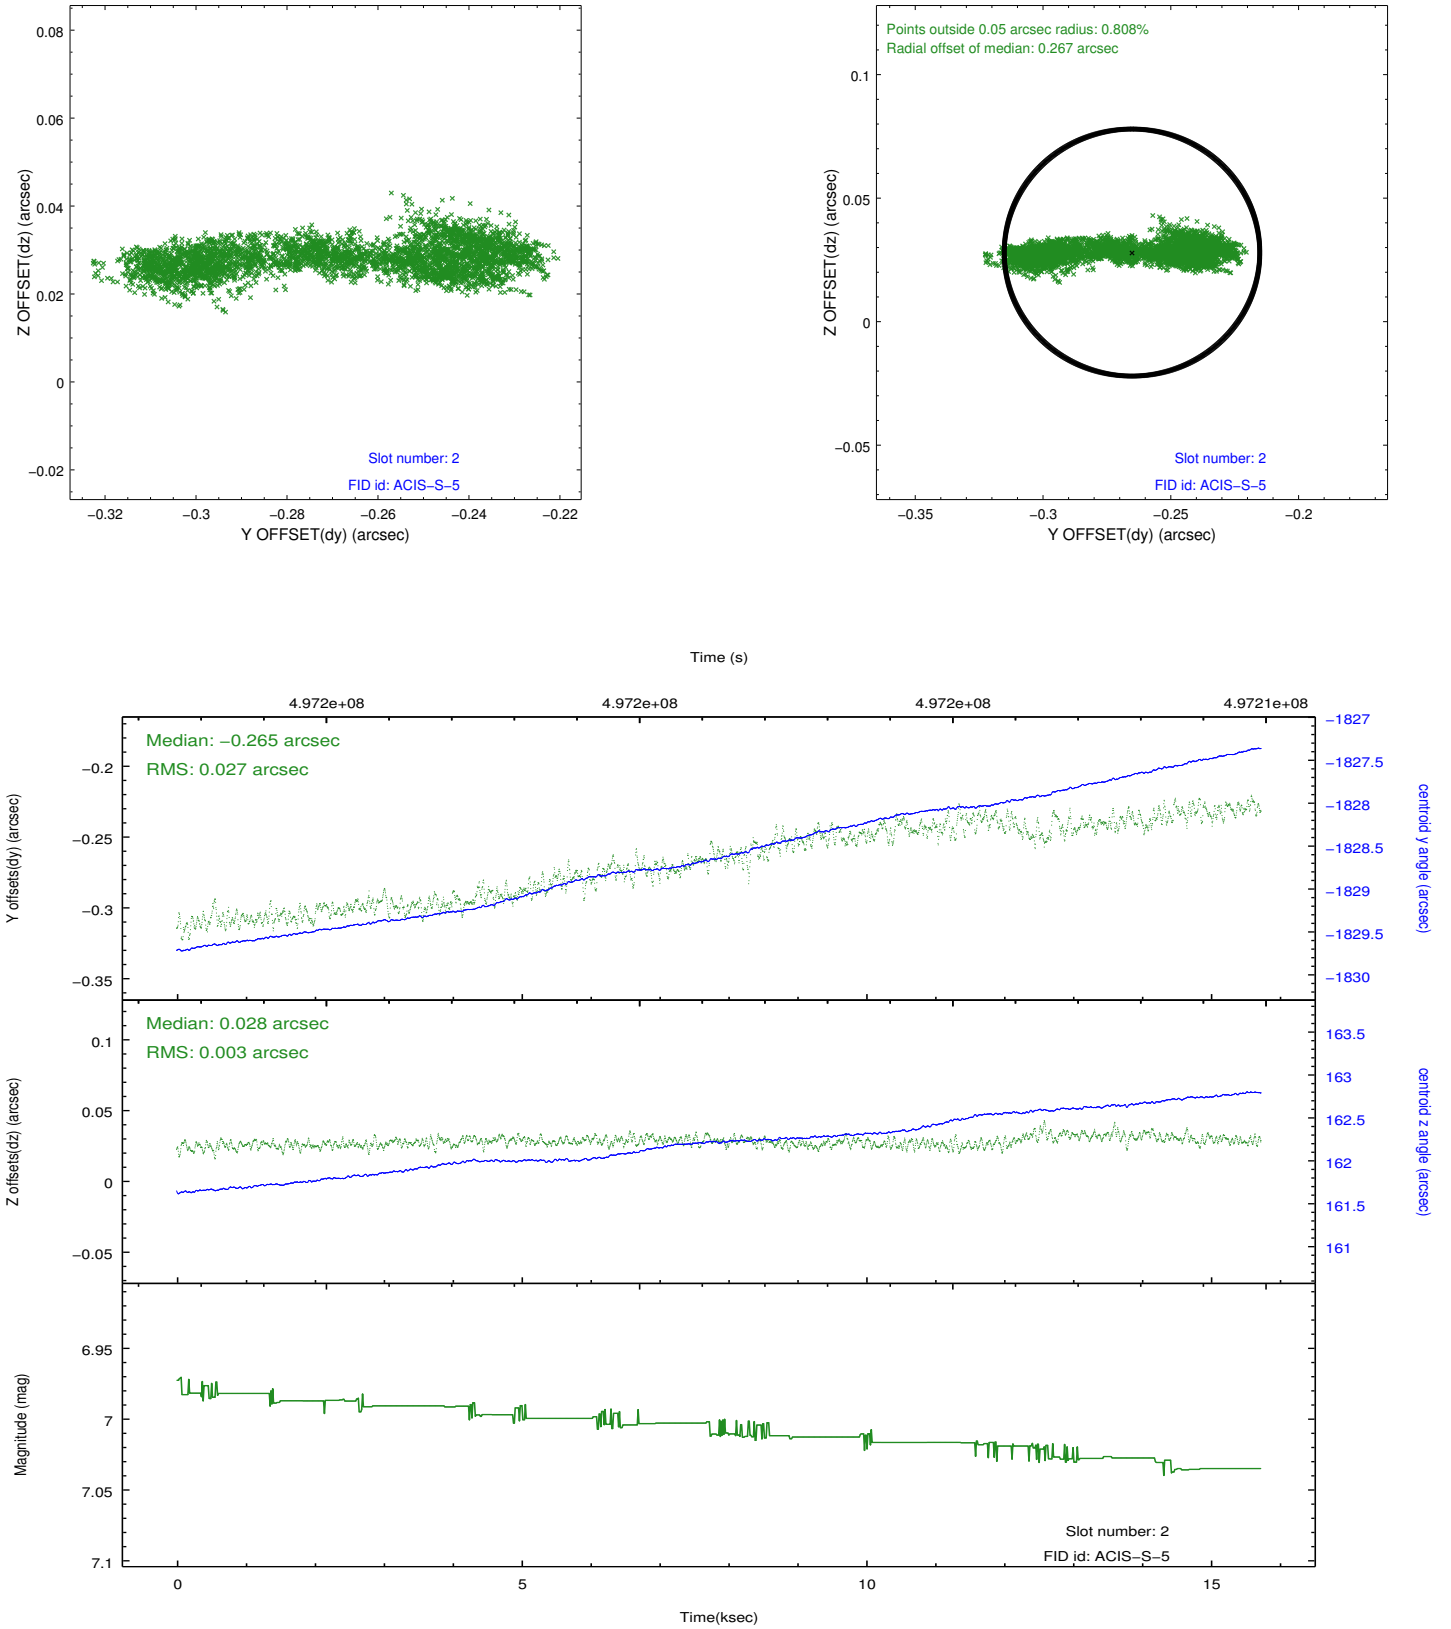 0.08
0.06
0.04
0.02
0
−0.02
Z OFFSET(dz) (arcsec)
Slot number: 2
FID id: ACIS−S−5
−0.32 −0.3 −0.28 −0.26 −0.24 −0.22
Y OFFSET(dy) (arcsec)
Points outside 0.05 arcsec radius: 0.808%
Radial offset of median: 0.267 arcsec
0.1
0.05
0
−0.05
Z OFFSET(dz) (arcsec)
Slot number: 2
FID id: ACIS−S−5
−0.35 −0.3 −0.25 −0.2
Y OFFSET(dy) (arcsec)
Time (s)
4.972e+08 4.972e+08 4.972e+08 4.9721e+08
Median: −0.265 arcsec
RMS: 0.027 arcsec
−0.2
−0.25
−0.3
−0.35
Y offsets(dy) (arcsec)
−1827
−1827.5
−1828
−1828.5
−1829
−1829.5
−1830
centroid y angle (arcsec)
Median: 0.028 arcsec
RMS: 0.003 arcsec
0.1
0.05
0
−0.05
Z offsets(dz) (arcsec)
163.5
163
162.5
162
161.5
161
centroid z angle (arcsec)
6.95
7
7.05
7.1
Magnitude (mag)
Slot number: 2
FID id: ACIS−S−5
0 5 10 15
Time(ksec)